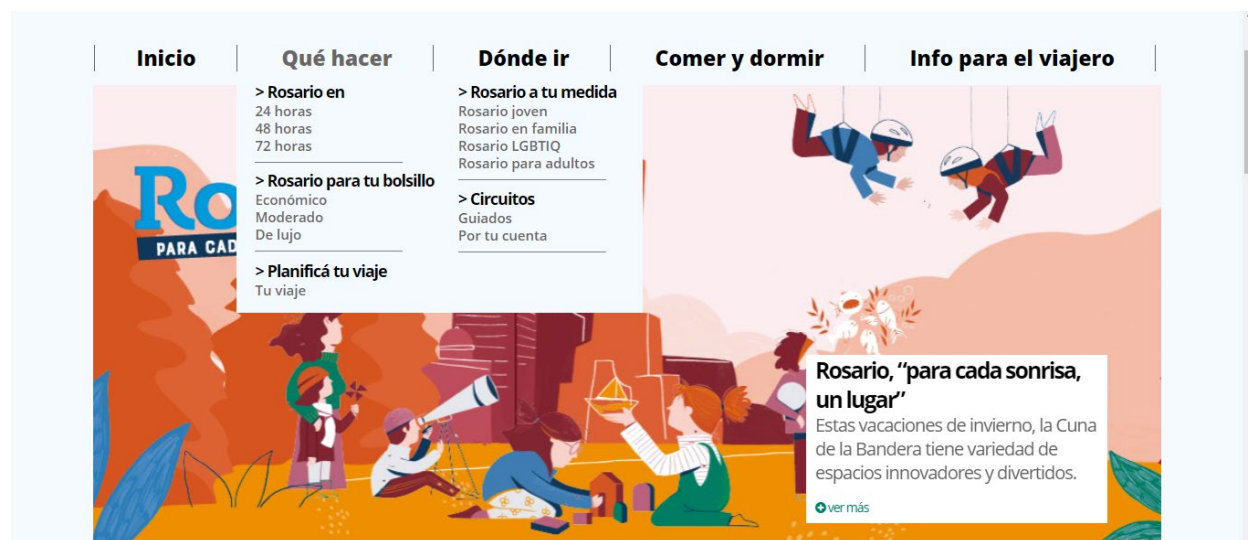 Inicio
Qué hacer
Dónde ir
Comer y dormir
Info para el viajero
> Rosario en
24 horas
48 horas
72 horas
> Rosario para tu bolsillo
Económico
Moderado
De lujo
> Planificá tu viaje
Tu viaje
> Rosario a tu medida
Rosario joven
Rosario en familia
Rosario LGBTIQ
Rosario para adultos
> Circuitos
Guiados
Por tu cuenta
Ro
PARA CAD
Rosario, “para cada sonrisa,
un lugar”
Estas vacaciones de invierno, la Cuna
de la Bandera tiene variedad de
espacios innovadores y divertidos.
ver más